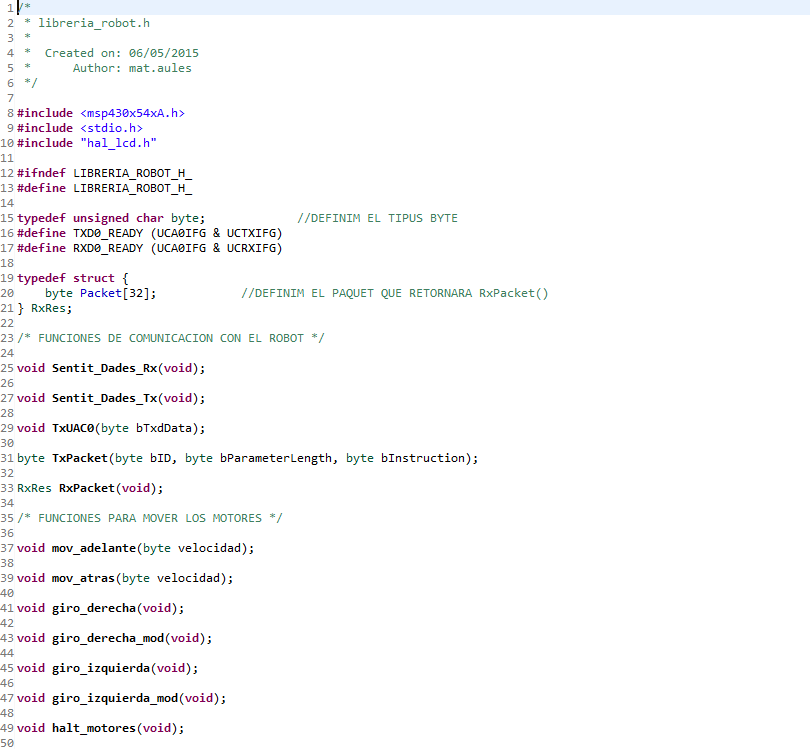 1 /*
2  * libreria_robot.h
3  *
4  *  Created on: 06/05/2015
5  *      Author: mat.aules
6  */
7
8 #include <msp430x54xA.h>
9 #include <stdio.h>
10 #include "hal_lcd.h"
11
12 #ifndef LIBRERIA_ROBOT_H_
13 #define LIBRERIA_ROBOT_H_
14
15 typedef unsigned char byte;             //DEFINIM EL TIPUS BYTE
16 #define TXD0_READY (UCA0IFG & UCTXIFG)
17 #define RXD0_READY (UCA0IFG & UCRXIFG)
18
19 typedef struct {
20     byte Packet[32];            //DEFINIM EL PAQUET QUE RETORNARA RxPacket()
21 } RxRes;
22
23 /* FUNCIONES DE COMUNICACION CON EL ROBOT */
24
25 void Sentit_Dades_Rx(void);
26
27 void Sentit_Dades_Tx(void);
28
29 void TxUAC0(byte bTxdData);
30
31 byte TxPacket(byte bID, byte bParameterLength, byte bInstruction);
32
33 RxRes RxPacket(void);
34
35 /* FUNCIONES PARA MOVER LOS MOTORES */
36
37 void mov_adelante(byte velocidad);
38
39 void mov_atras(byte velocidad);
40
41 void giro_derecha(void);
42
43 void giro_derecha_mod(void);
44
45 void giro_izquierda(void);
46
47 void giro_izquierda_mod(void);
48
49 void halt_motores(void);
50